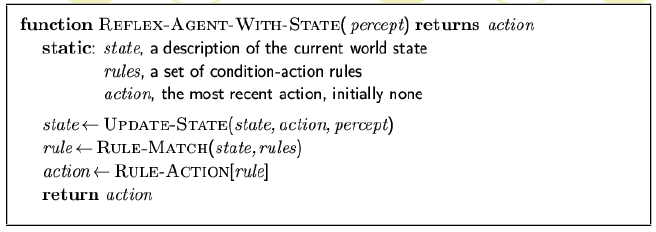 function REFLEX-AGENT-WITH-STATE( percept) returns action
static: state, a description of the current world state
rules, a set of condition-action rules
action, the most recent action, initially none
state ← UPDATE-STATE(state, action, percept)
rule ← RULE-MATCH(state, rules)
action ← RULE-ACTION[rule]
return action